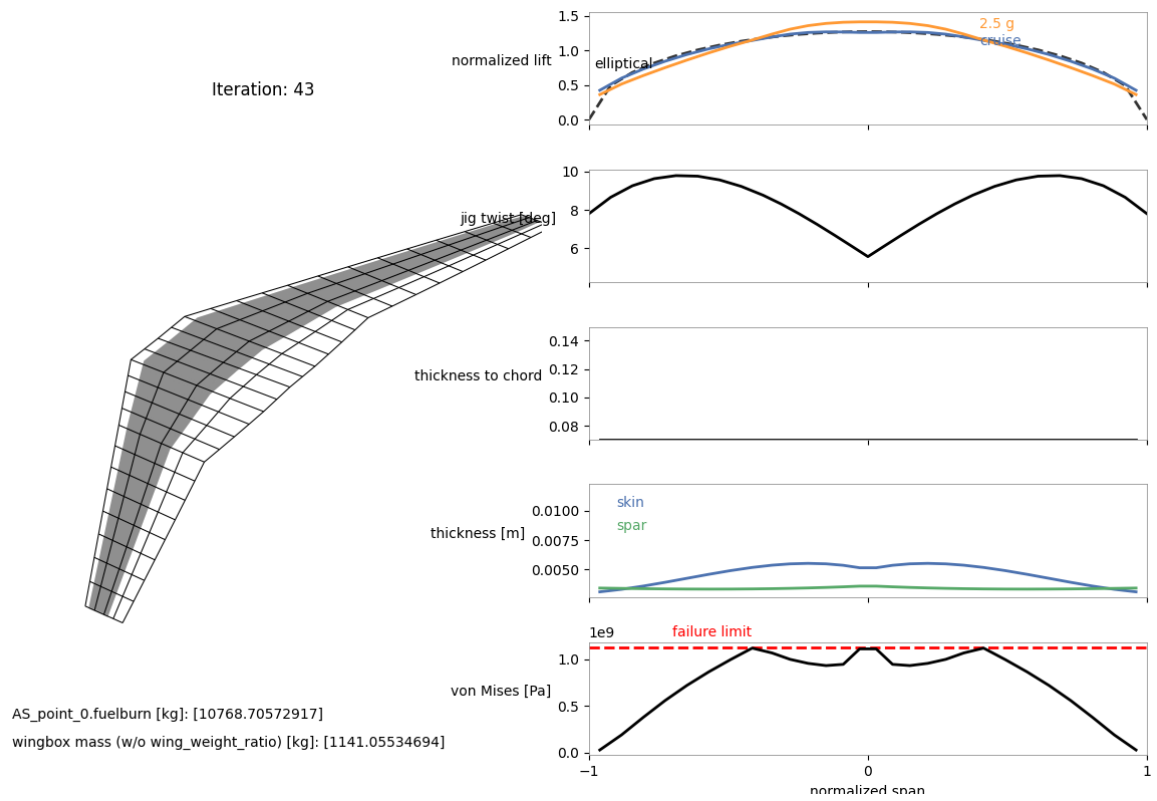 Iteration: 43
AS_point_0.fuelburn [kg]: [10768.70572917]
wingbox mass (w/o wing_weight_ratio) [kg]: [1141.05534694]
normalized lift
1.5
1.0
0.5
0.0
elliptical
2.5 g
cruise
jig twist [deg]
10
8
6
thickness to chord
0.14
0.12
0.10
0.08
thickness [m]
0.0100
0.0075
0.0050
skin
spar
von Mises [Pa]
1e9
1.0
0.5
0.0
failure limit
−1
0
1
normalized span